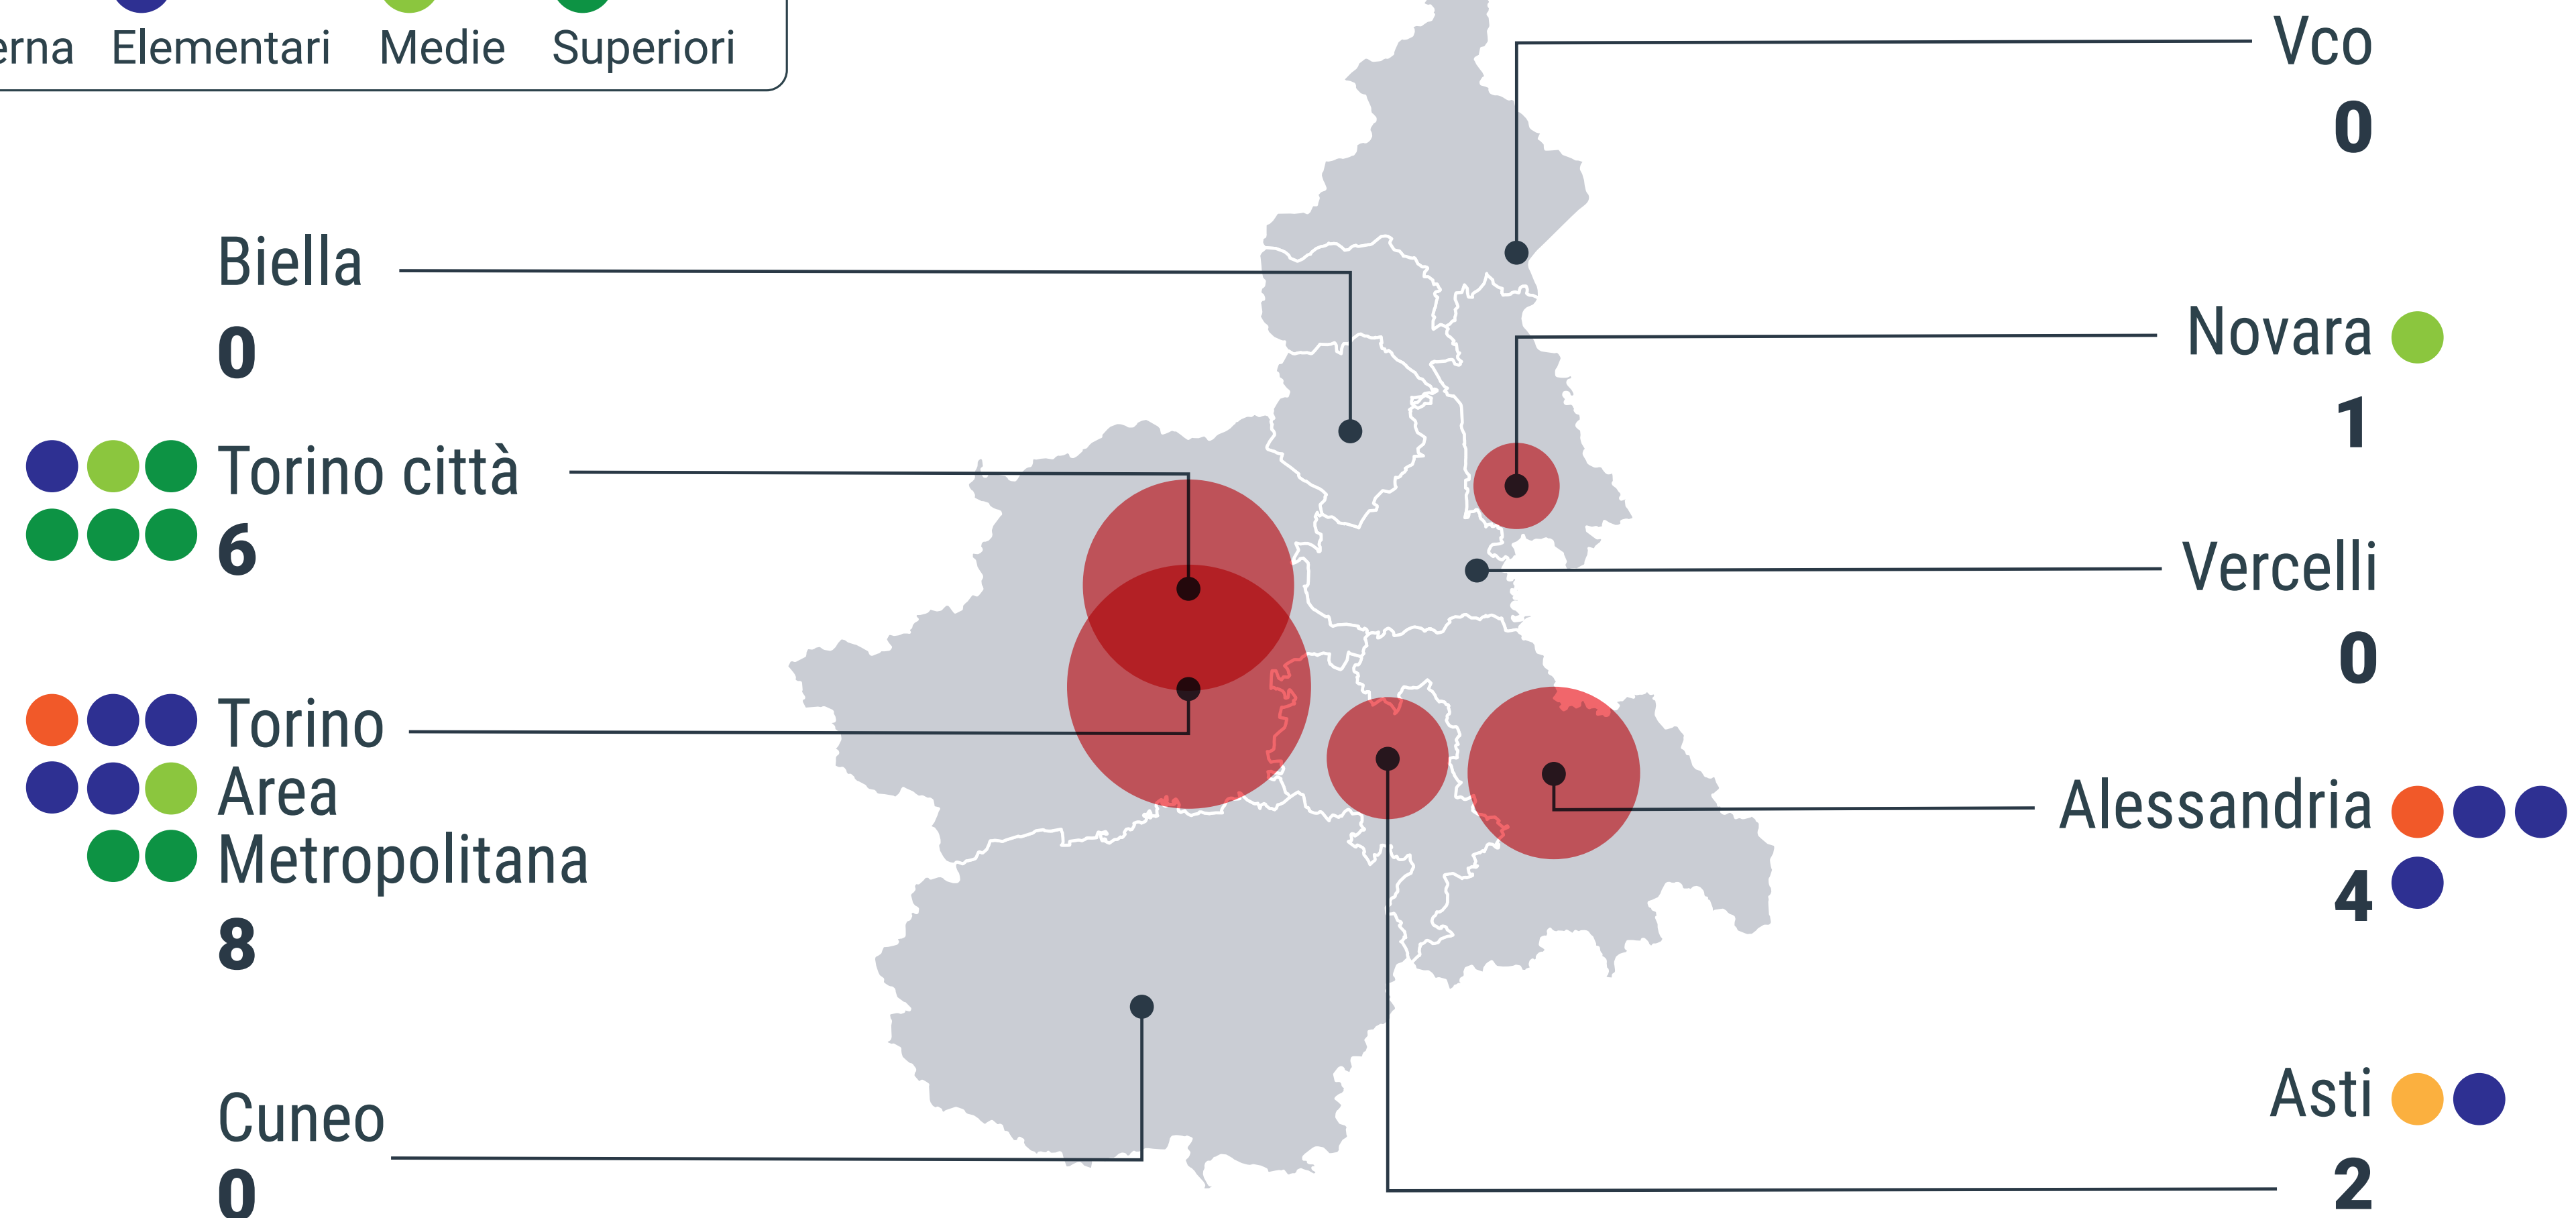 erna Elementari Medie Superiori
Vco
0
Biella
0
Novara
1
Torino città
6
Vercelli
0
Torino
Area
Metropolitana
8
Alessandria
4
Cuneo
0
Asti
2